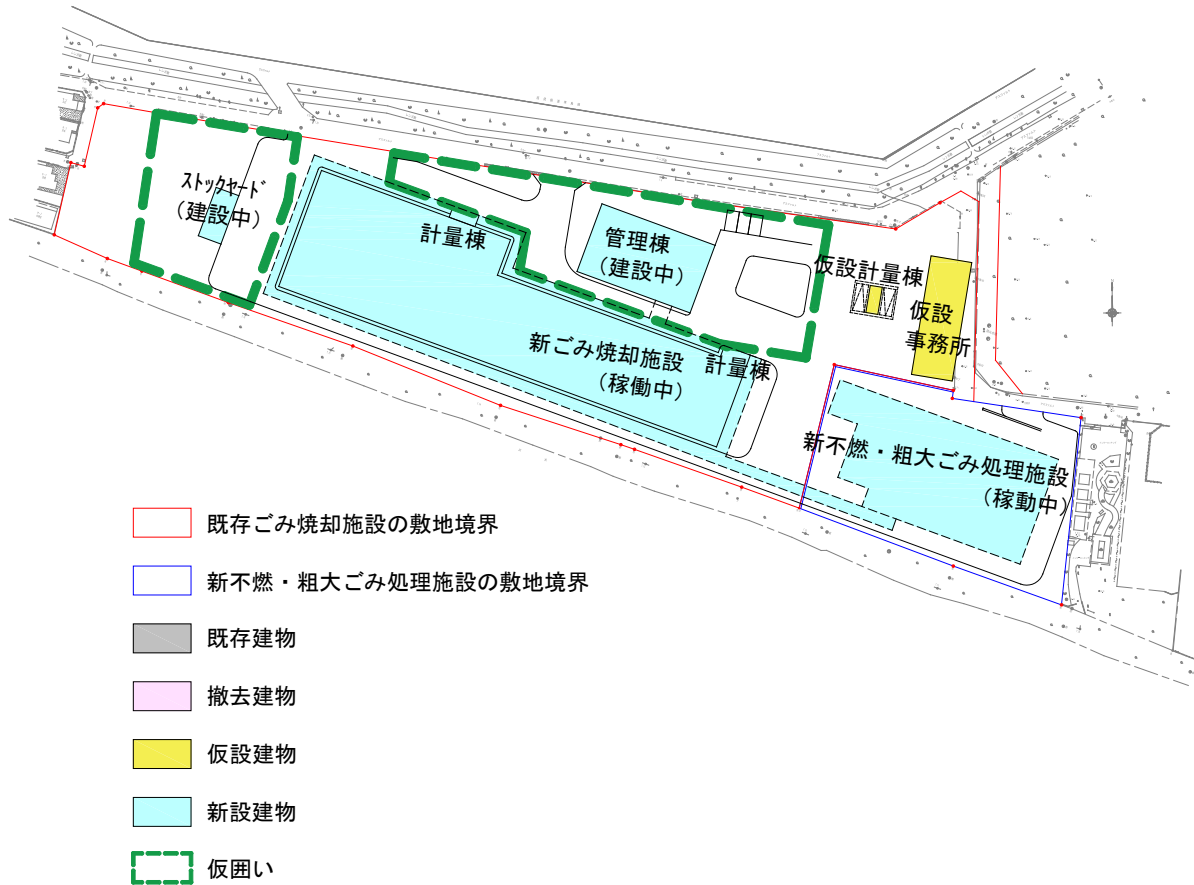 ストックヤード
（建設中）
計量棟
管理棟
（建設中）
仮設計量棟
仮設
事務所
新ごみ焼却施設
（稼働中）
計量棟
新不燃・粗大ごみ処理施設
（稼動中）
既存ごみ焼却施設の敷地境界
新不燃・粗大ごみ処理施設の敷地境界
既存建物
撤去建物
仮設建物
新設建物
仮囲い